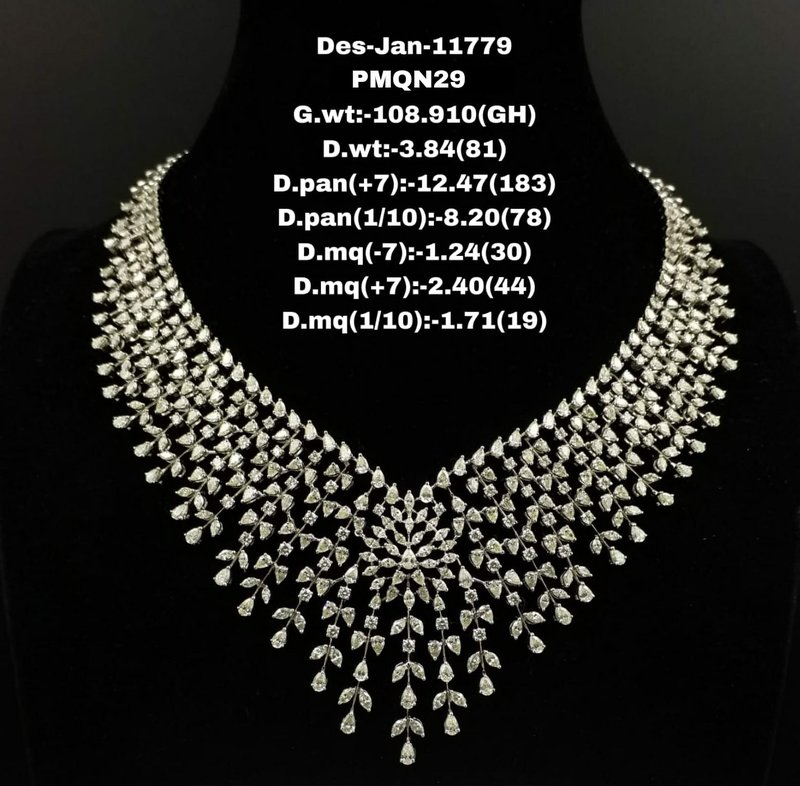 Des-Jan-11779
PMQN29
G.wt:-108.910(GH)
D.wt:-3.84(81)
D.pan(+7):-12.47(183)
D.pan(1/10):-8.20(78)
D.mq(-7):-1.24(30)
D.mq(+7):-2.40(44)
D.mq(1/10):-1.71(19)